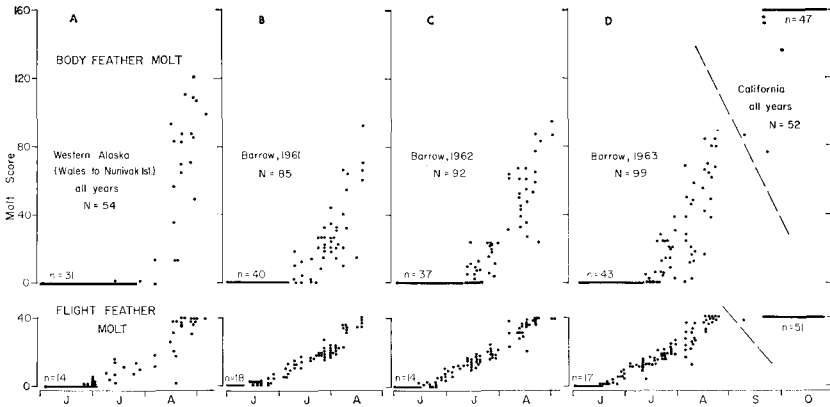 A B C D
160
n=47
BODY FEATHER MOLT
120
California
all years
N = 52
Molt Score
80
Western Alaska
(Wales to Nunivak Isl.)
all years
N = 54
Barrow, 1961
N = 85
Barrow, 1962
N = 92
Barrow, 1963
N = 99
40
n=31
n=40
n=37
n=43
0
FLIGHT FEATHER
MOLT
40
n=51
n=14
n=18
n=14
n=17
0
J J A J J A J J A J J A S O